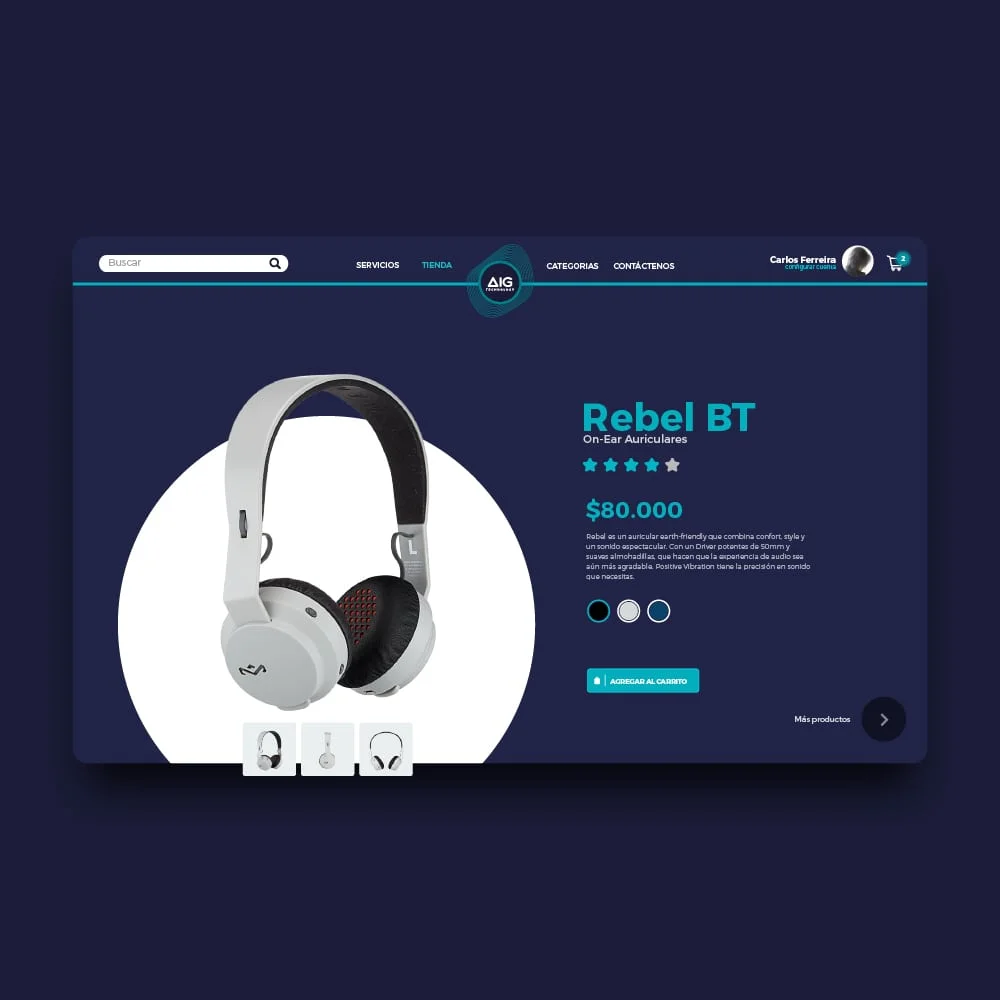 Buscar
SERVICIOS
TIENDA
AIG
TECHNOLOGY
CATEGORIAS
CONTÁCTENOS
Carlos Ferreira
configurar cuenta
2
L
Rebel BT
On-Ear Auriculares
$80.000
Rebel es un auricular earth-friendly que combina confort, style y
un sonido espectacular. Con un Driver potentes de 50mm y
suaves almohadillas, que hacen que la experiencia de audio sea
aún más agradable. Positive Vibration tiene la precisión en sonido
que necesitas.
AGREGAR AL CARRITO
Más productos